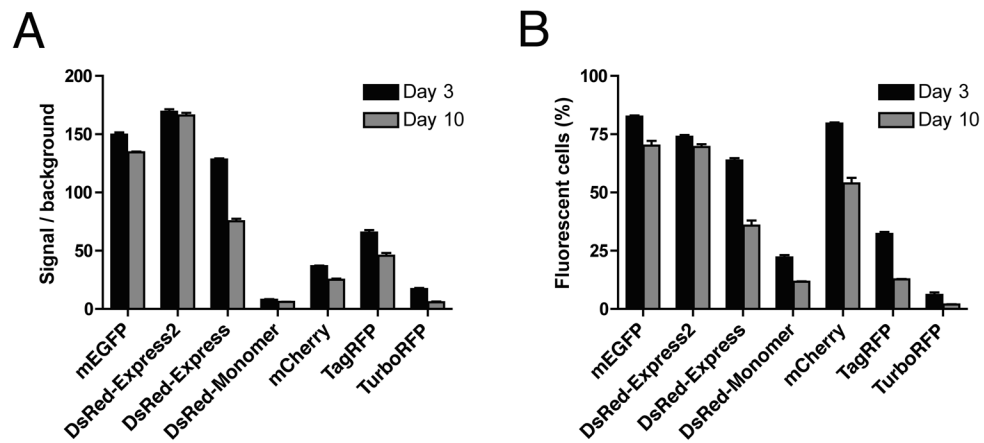 A
Signal / background
200
150
100
50
0
Day 3
Day 10
mEGFP
DsRed-Express2
DsRed-Express
DsRed-Monomer
mCherry
TagRFP
TurboRFP
B
Fluorescent cells (%)
100
75
50
25
0
Day 3
Day 10
mEGFP
DsRed-Express2
DsRed-Express
DsRed-Monomer
mCherry
TagRFP
TurboRFP